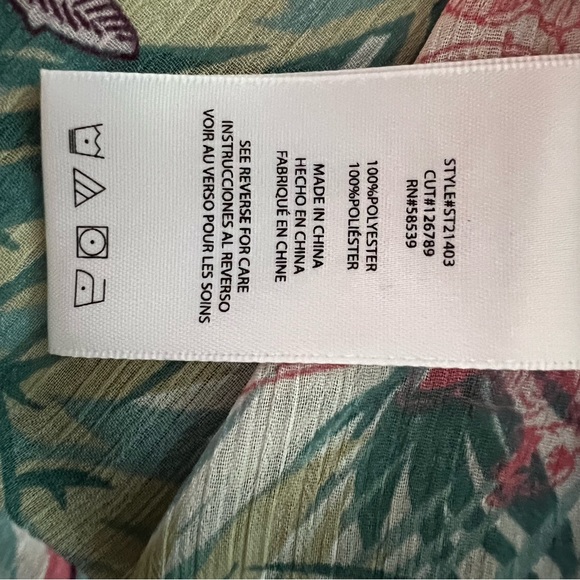 STYLE#ST21403
CUT#126789
RN#58539
100%POLYESTER
100%POLIÉSTER
MADE IN CHINA
HECHO EN CHINA
FABRIQUÉ EN CHINE
SEE REVERSE FOR CARE
INSTRUCCIONES AL REVERSO
VOIR AU VERSO POUR LES SOINS